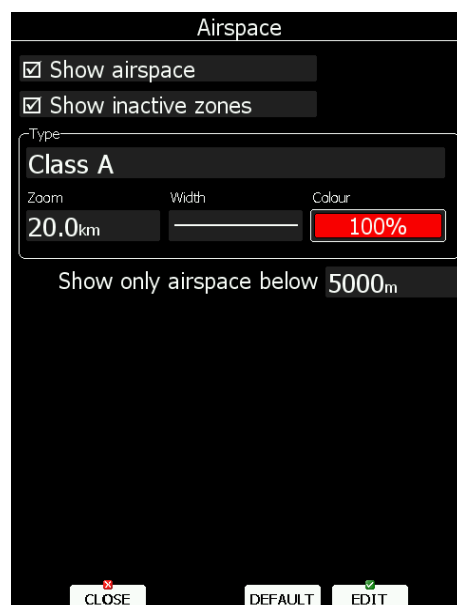 Airspace
Show airspace
Show inactive zones
Type
Class A
Zoom Width Colour
20.0km 100%
Show only airspace below 5000m
CLOSE DEFAULT EDIT